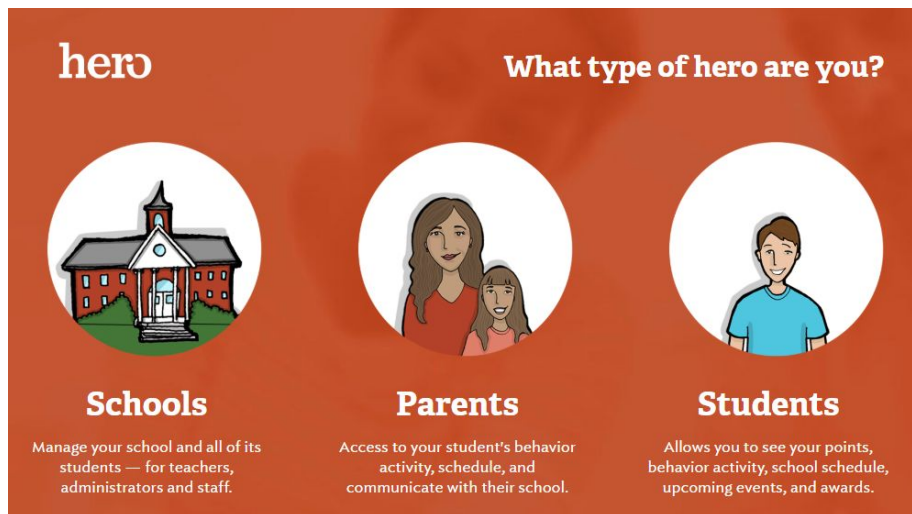 hero
What type of hero are you?
Schools
Manage your school and all of its
students — for teachers,
administrators and staff.
Parents
Access to your student's behavior
activity, schedule, and
communicate with their school.
Students
Allows you to see your points,
behavior activity, school schedule,
upcoming events, and awards.